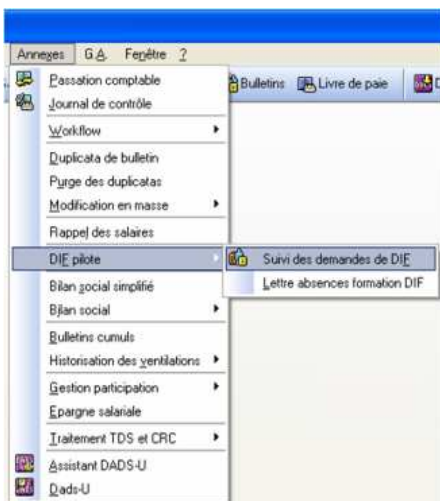 Annexes G.A. Fenêtre ?
Bulletins Livre de paie D
Passation comptable
Journal de contrôle
Workflow
Duplicata de bulletin
Purge des duplicatas
Modification en masse
Rappel des salaires
DIF pilote
Suivi des demandes de DIF
Lettre absences formation DIF
Bilan social simplifié
Bilan social
Bulletins cumuls
Historisation des ventilations
Gestion participation
Epargne salariale
Traitement TDS et CRC
Assistant DADS-U
Dads-U